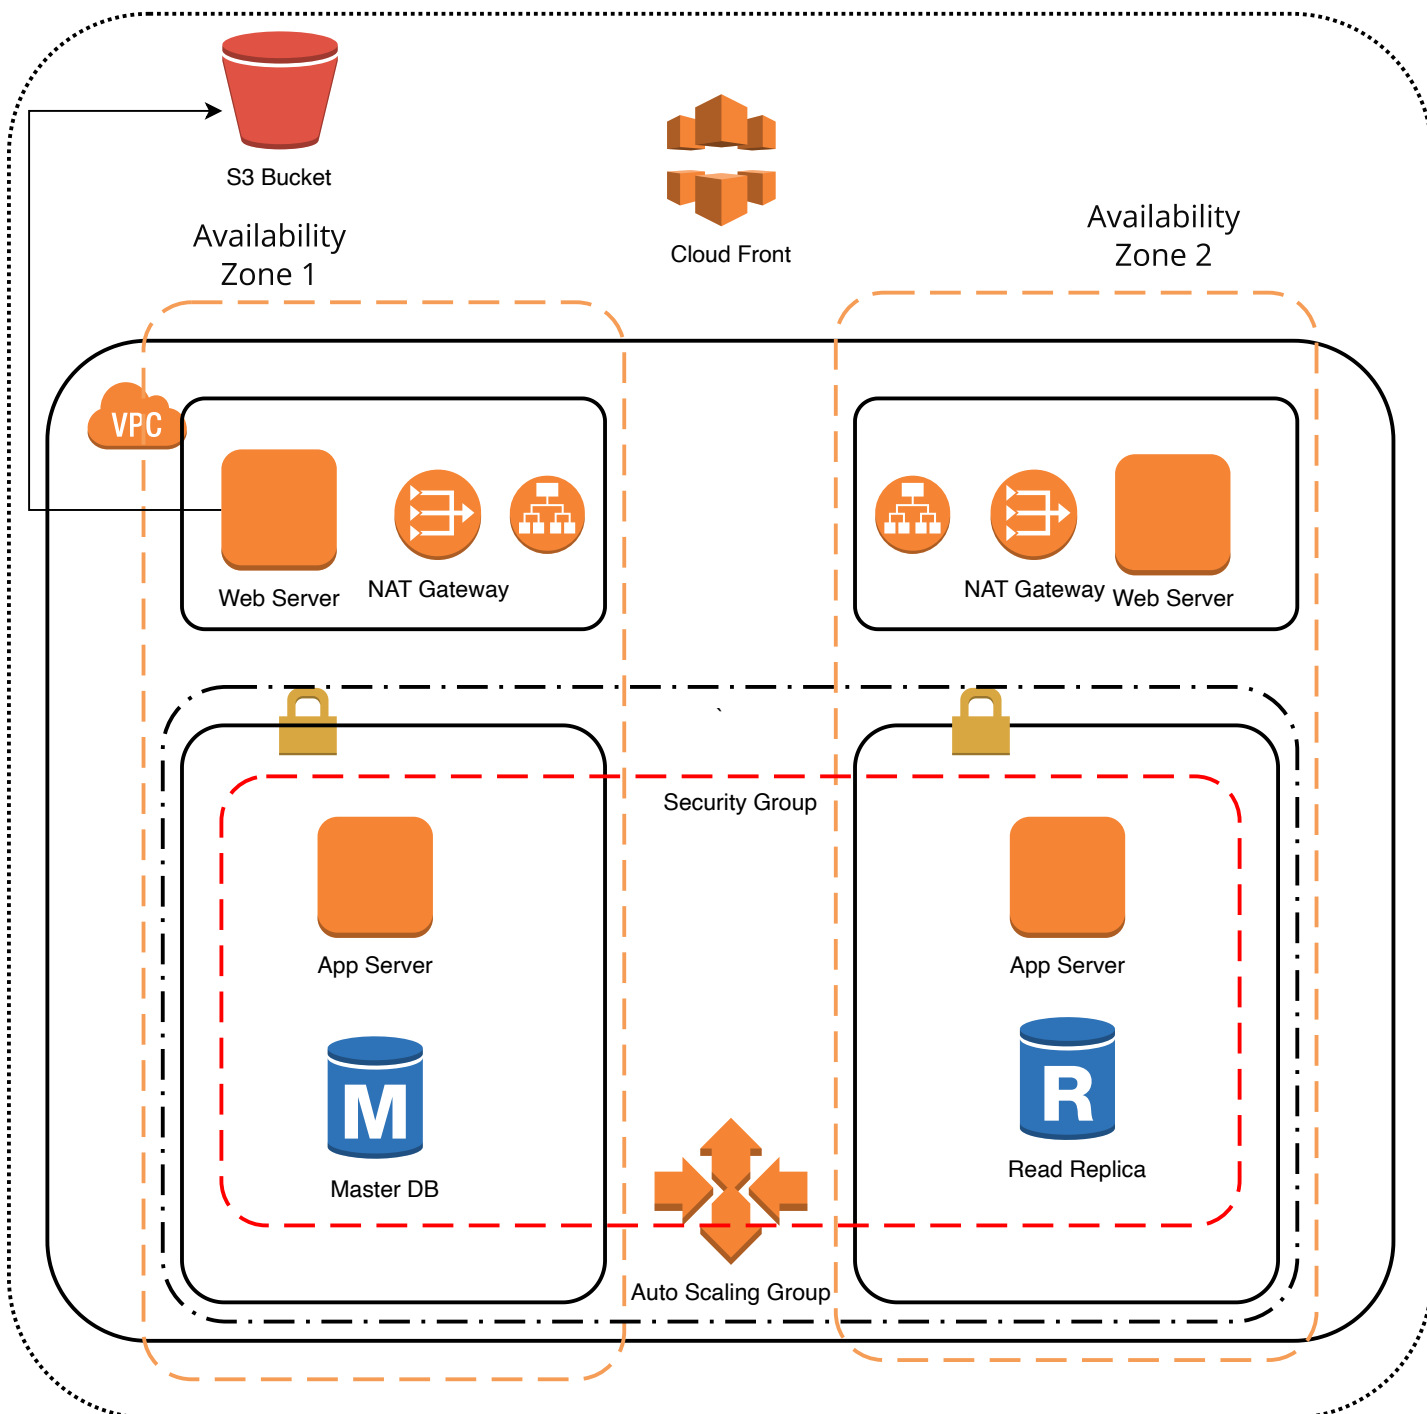 S3 Bucket
Cloud Front
Availability
Zone 1
Availability
Zone 2
VPC
Web Server
NAT Gateway
NAT Gateway
Web Server
`
Security Group
App Server
App Server
M
Master DB
R
Read Replica
Auto Scaling Group